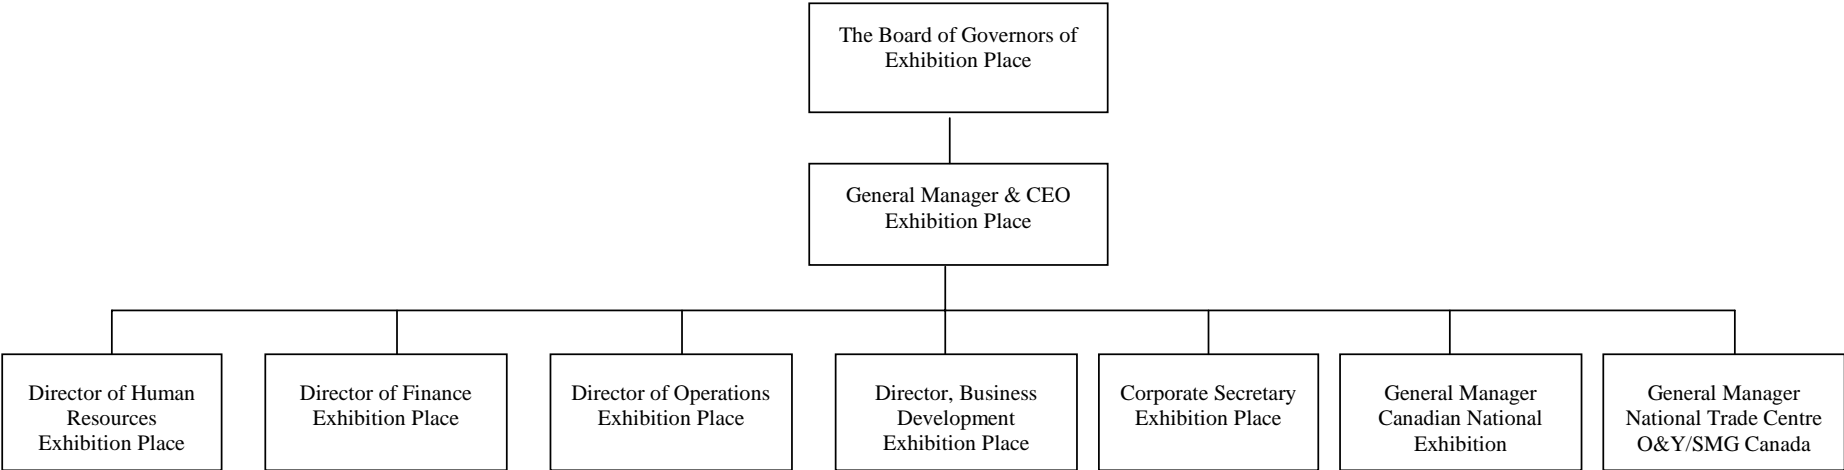 The Board of Governors of
Exhibition Place
General Manager & CEO
Exhibition Place
Director of Human
Resources
Exhibition Place
Director of Finance
Exhibition Place
Director of Operations
Exhibition Place
Director, Business
Development
Exhibition Place
Corporate Secretary
Exhibition Place
General Manager
Canadian National
Exhibition
General Manager
National Trade Centre
O&Y/SMG Canada